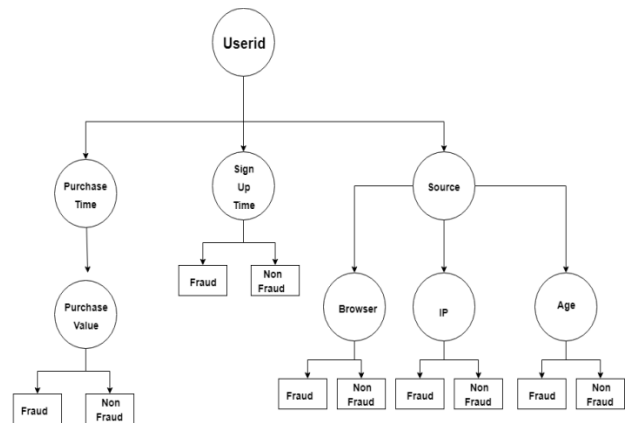 Userid
Purchase
Time
Sign
Up
Time
Source
Fraud
Non
Fraud
Purchase
Value
Browser
IP
Age
Fraud
Non
Fraud
Fraud
Non
Fraud
Fraud
Non
Fraud
Fraud
Non
Fraud